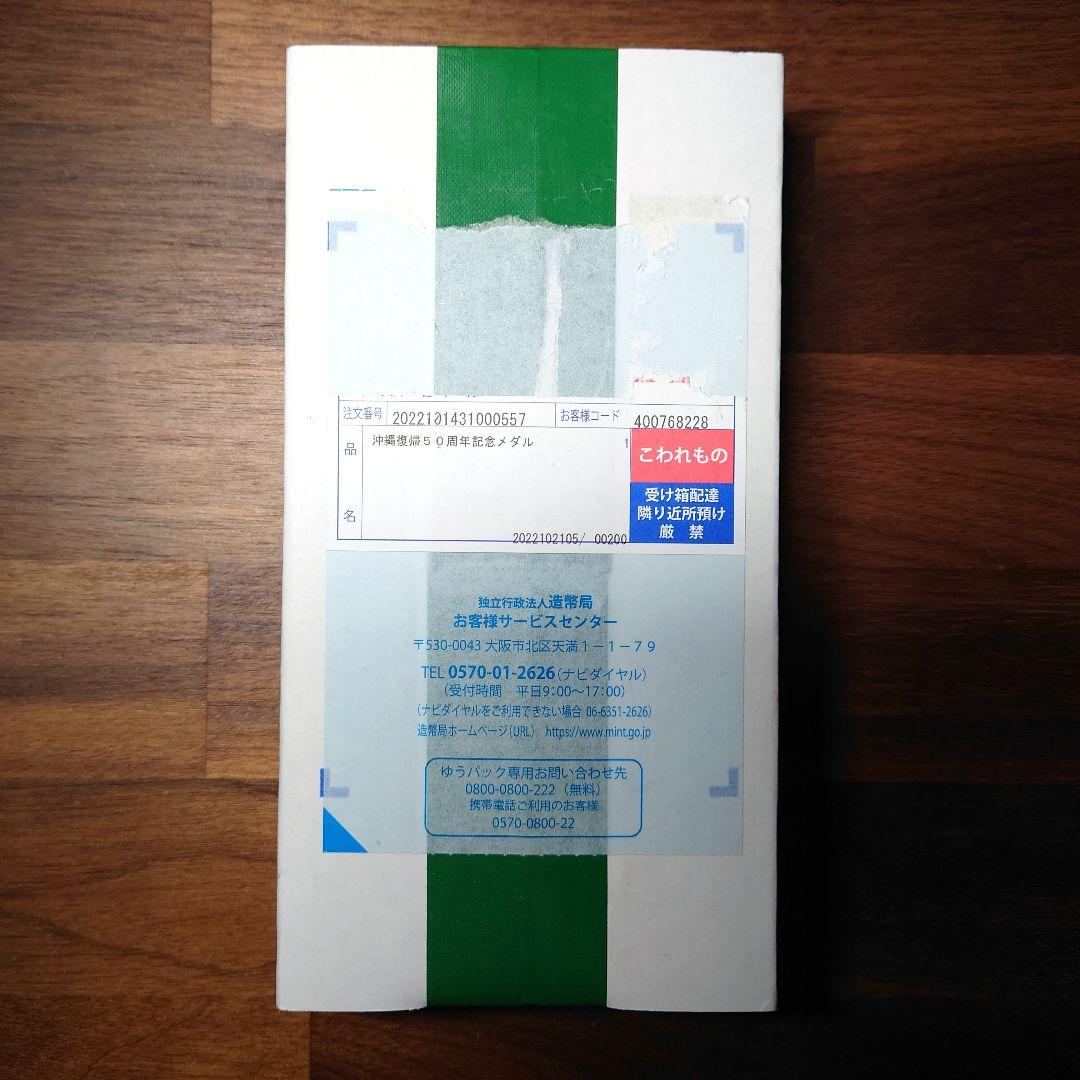 注文番号 2022101431000557 お客様コード 400768228
品名 沖縄復帰５０周年記念メダル 1
こわれもの
受け箱配達
隣り近所預け
厳 禁
2022102105/ 00200
独立行政法人造幣局
お客様サービスセンター
〒530-0043 大阪市北区天満１－１－７９
TEL 0570-01-2626(ナビダイヤル)
(受付時間 平日9:00～17:00)
(ナビダイヤルをご利用できない場合 06-6351-2626)
造幣局ホームページ(URL) https://www.mint.go.jp
ゆうパック専用お問い合わせ先
0800-0800-222 (無料)
携帯電話ご利用のお客様
0570-0800-22